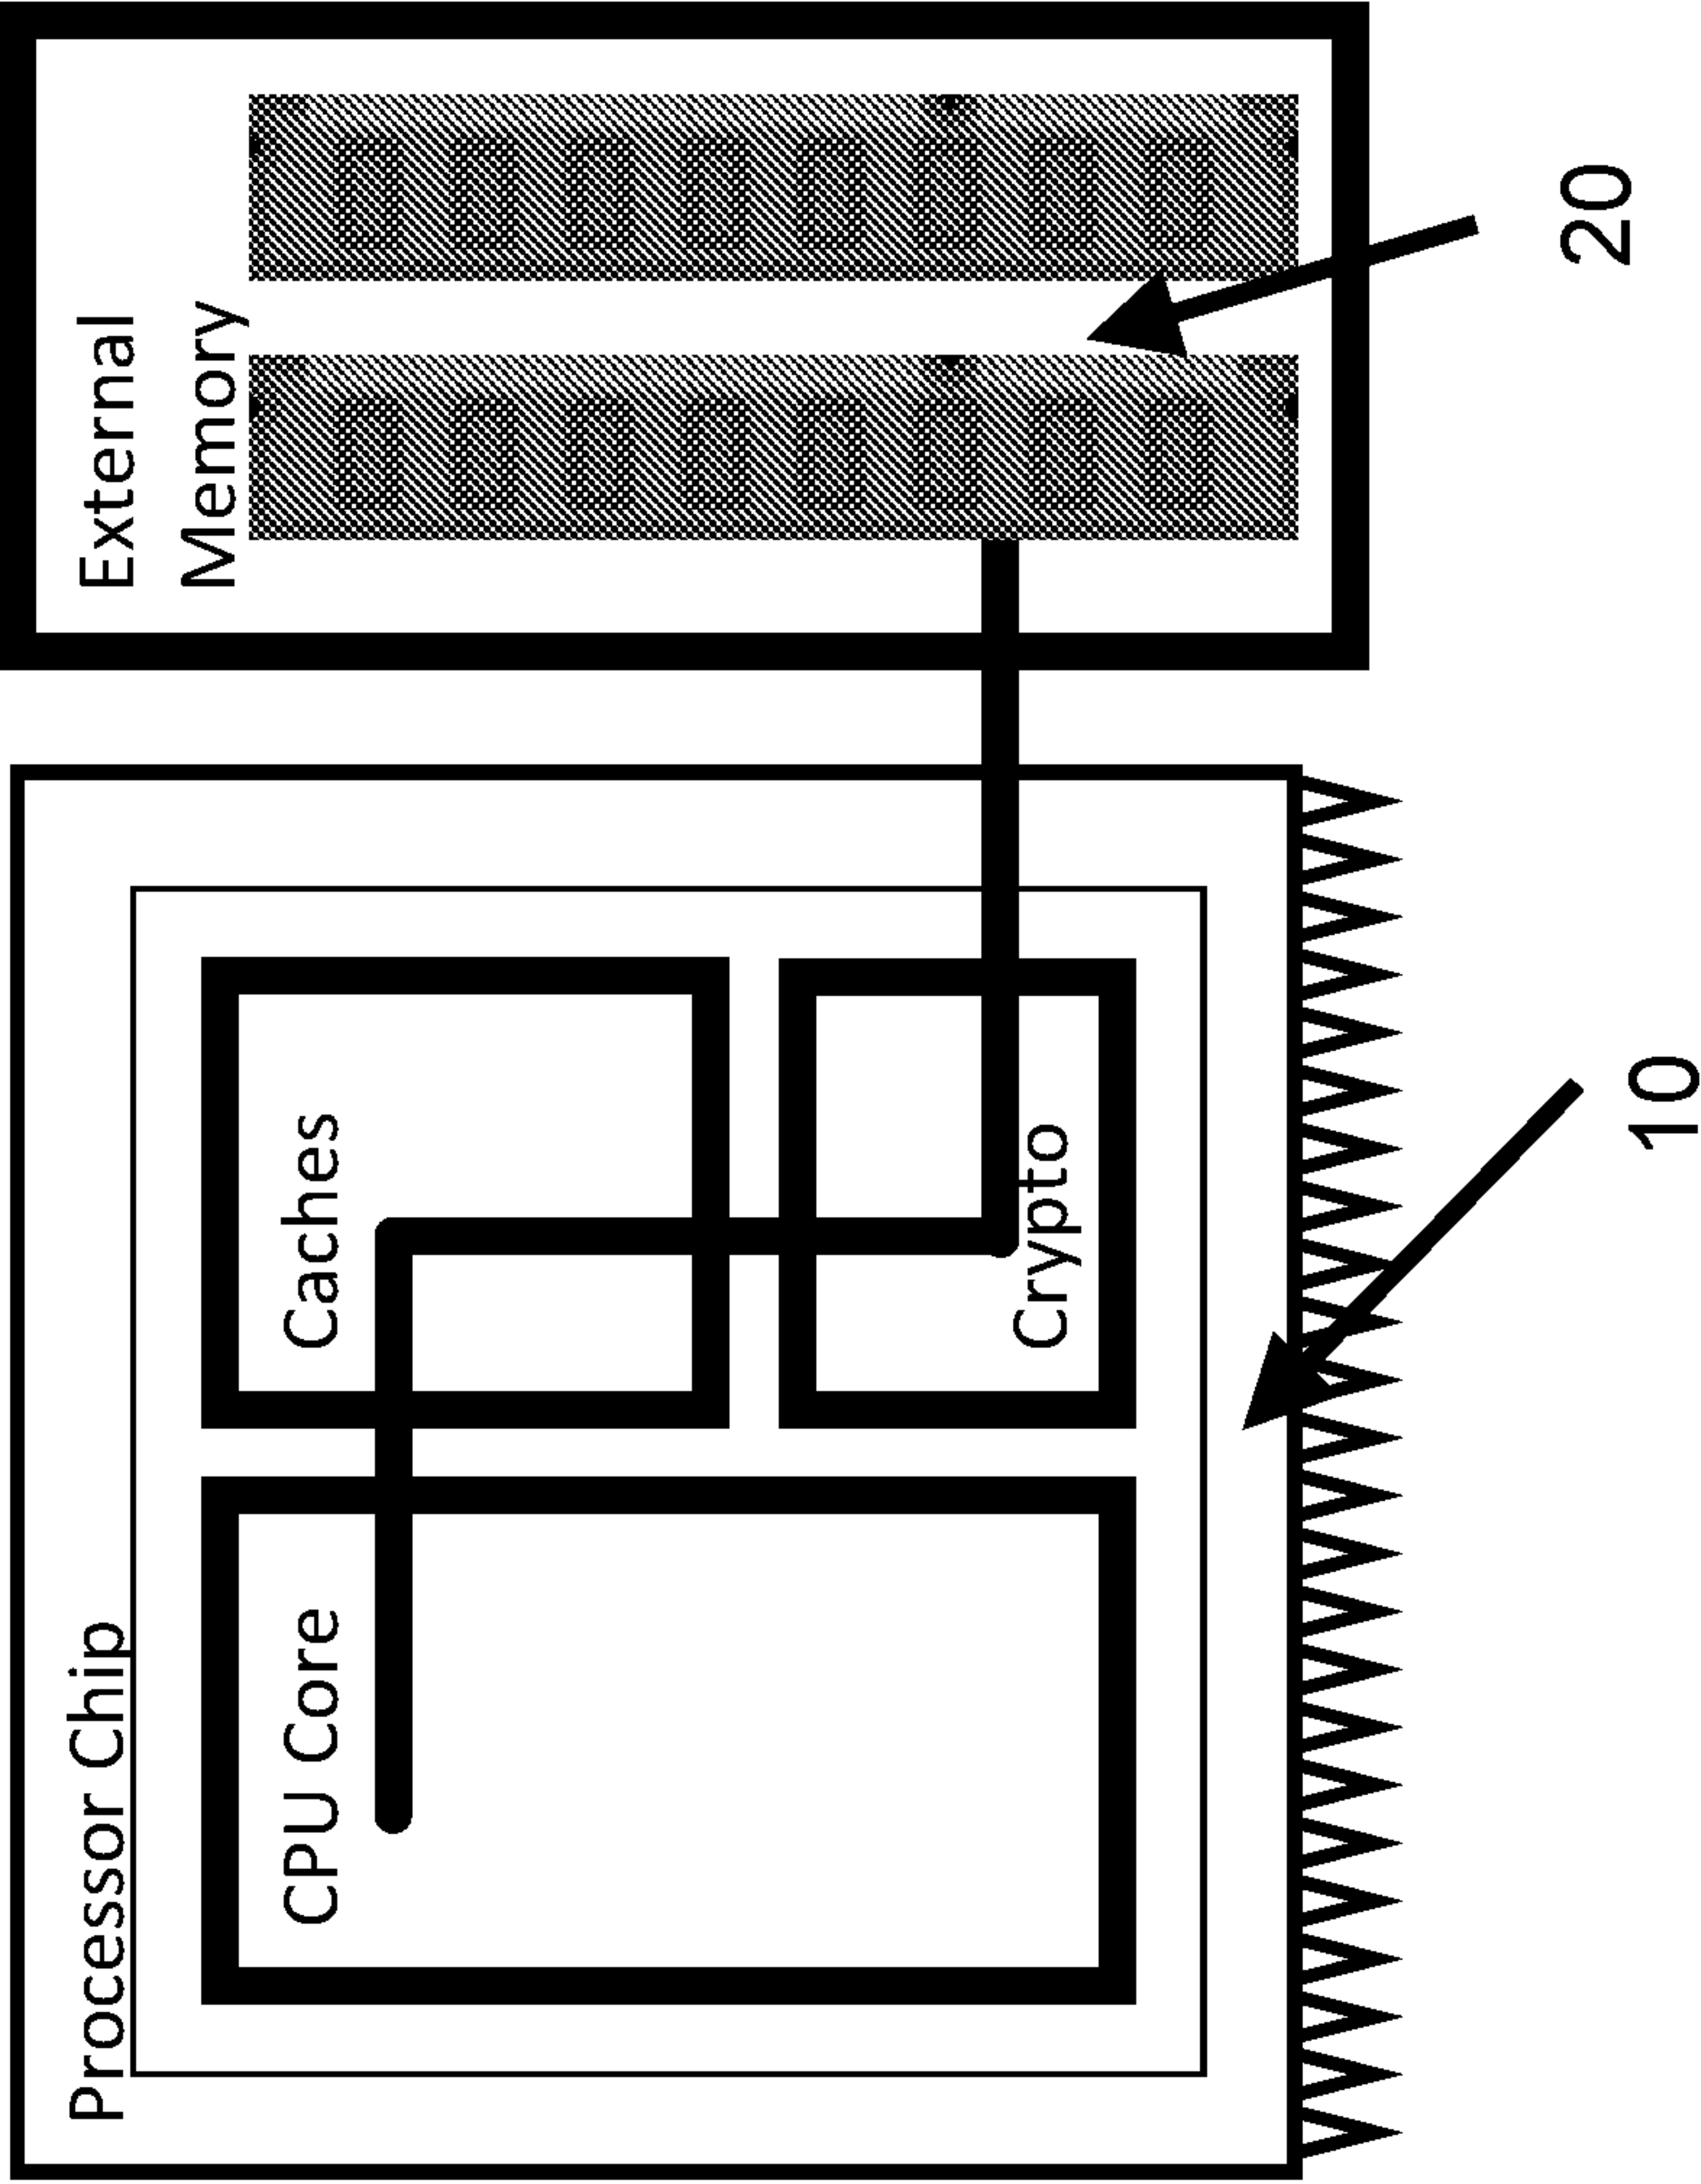 Processor Chip
CPU Core
Caches
Crypto
External
Memory
10
20